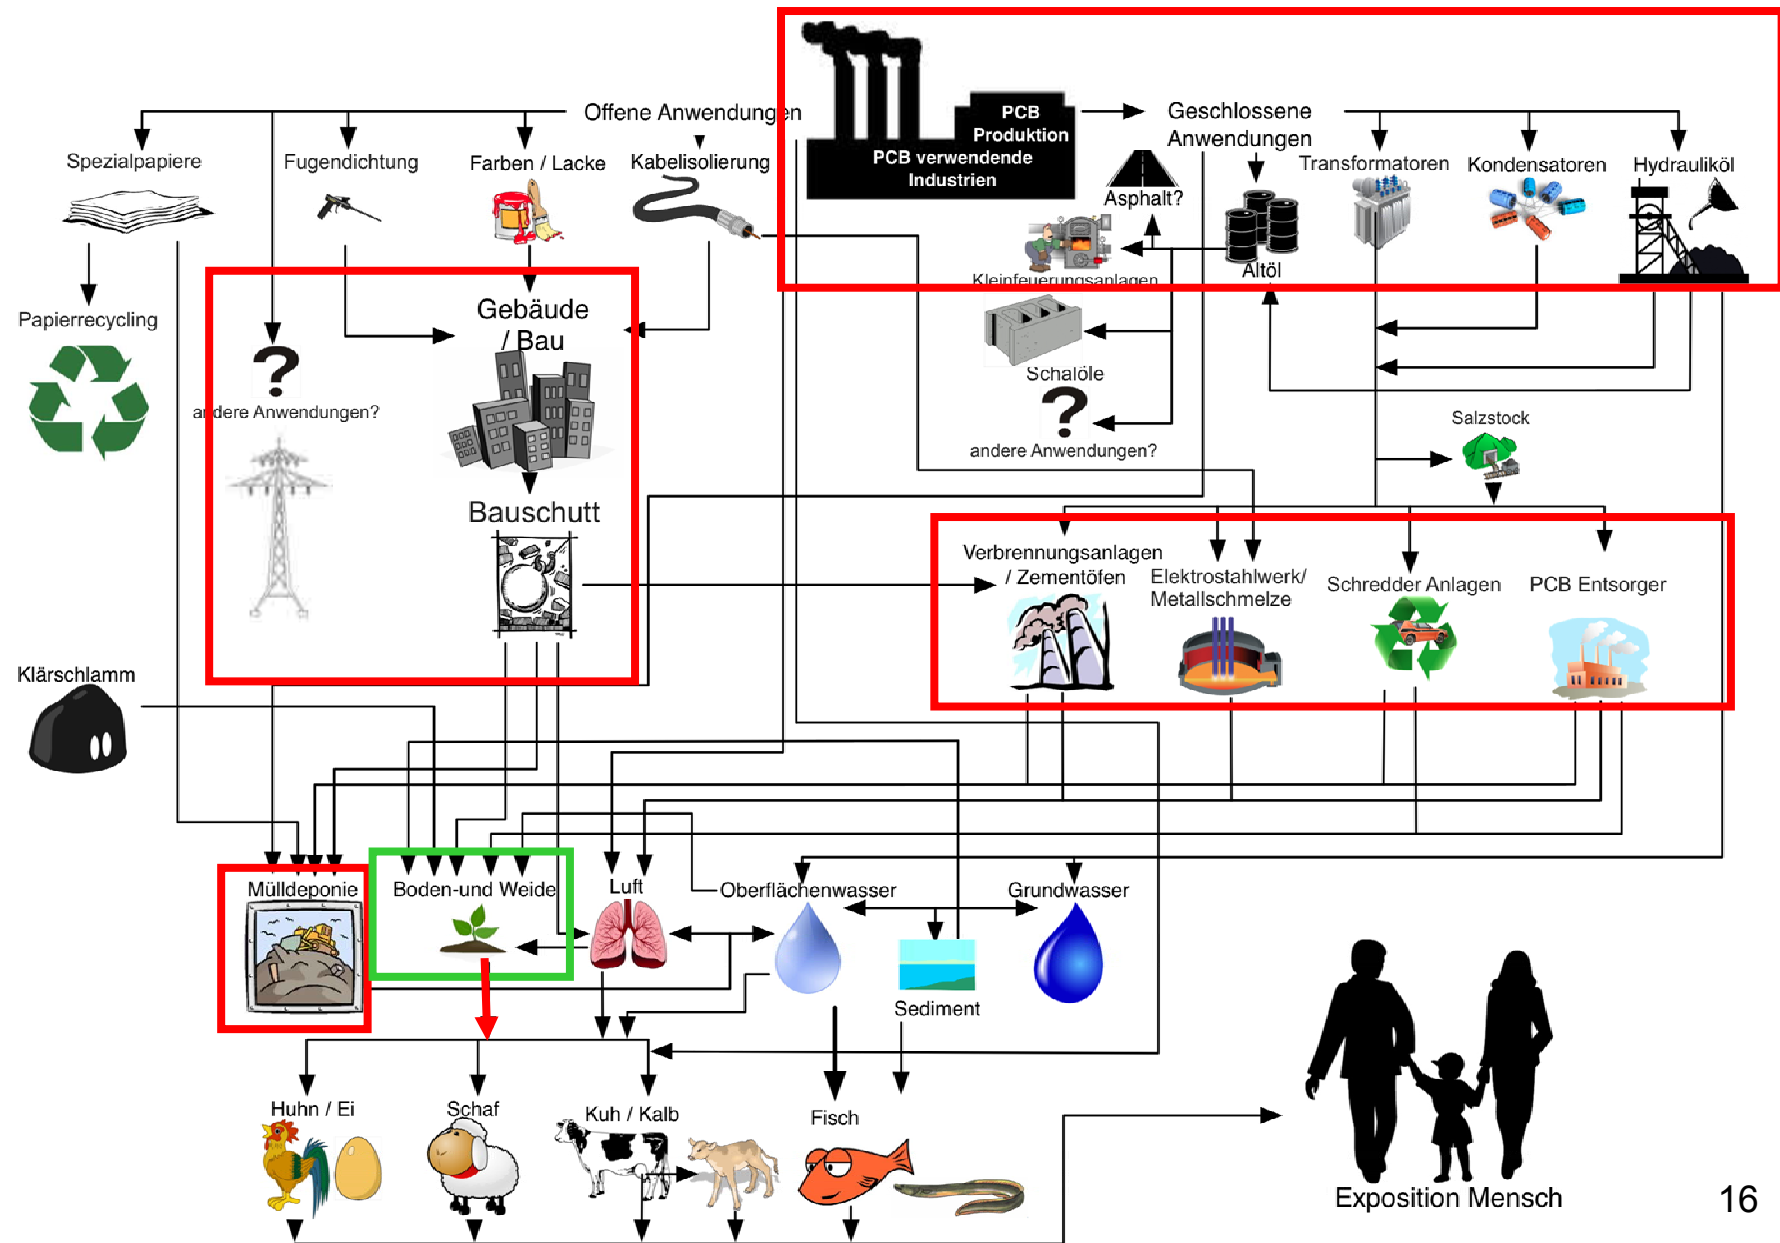 Offene Anwendungen
PCB
Produktion
PCB verwendende
Industrien
Geschlossene
Anwendungen
Spezialpapiere
Fugendichtung
Farben / Lacke
Kabelisolierung
Asphalt?
Transformatoren
Kondensatoren
Hydrauliköl
Altöl
Kleinfeuerungsanlagen
Papierrecycling
Gebäude
/ Bau
Schalöle
andere Anwendungen?
andere Anwendungen?
Salzstock
Bauschutt
Verbrennungsanlagen
/ Zementöfen
Elektrostahlwerk/
Metallschmelze
Schredder Anlagen
PCB Entsorger
Klärschlamm
Mülldeponie
Boden-und Weide
Luft
Oberflächenwasser
Grundwasser
Sediment
Huhn / Ei
Schaf
Kuh / Kalb
Fisch
Exposition Mensch
16